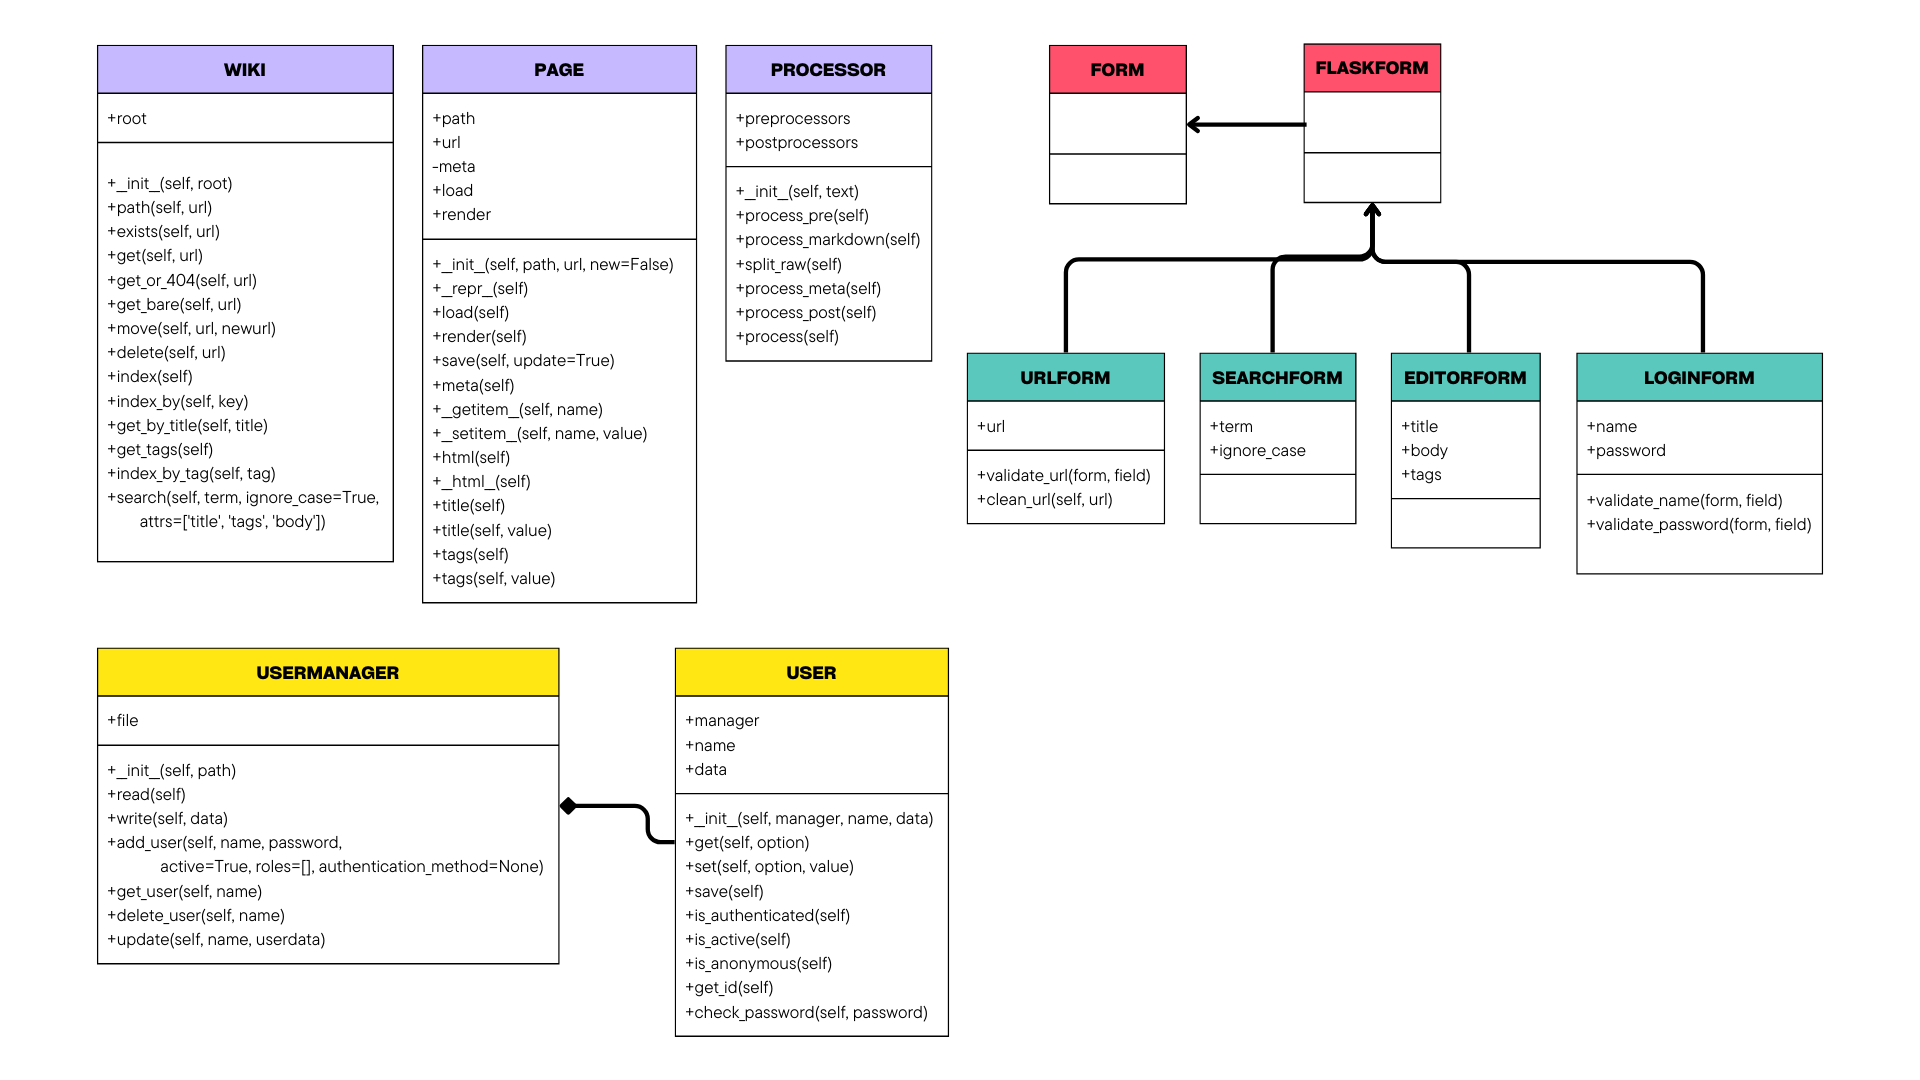 WIKI
+root
+_init_(self, root)
+path(self, url)
+exists(self, url)
+get(self, url)
+get_or_404(self, url)
+get_bare(self, url)
+move(self, url, newurl)
+delete(self, url)
+index(self)
+index_by(self, key)
+get_by_title(self, title)
+get_tags(self)
+index_by_tag(self, tag)
+search(self, term, ignore_case=True,
attrs=['title', 'tags', 'body'])
PAGE
+path
+url
-meta
+load
+render
+_init_(self, path, url, new=False)
+_repr_(self)
+load(self)
+render(self)
+save(self, update=True)
+meta(self)
+_getitem_(self, name)
+_setitem_(self, name, value)
+html(self)
+_html_(self)
+title(self)
+title(self, value)
+tags(self)
+tags(self, value)
PROCESSOR
+preprocessors
+postprocessors
+_init_(self, text)
+process_pre(self)
+process_markdown(self)
+split_raw(self)
+process_meta(self)
+process_post(self)
+process(self)
FORM
FLASKFORM
URLFORM
+url
+validate_url(form, field)
+clean_url(self, url)
SEARCHFORM
+term
+ignore_case
EDITORFORM
+title
+body
+tags
LOGINFORM
+name
+password
+validate_name(form, field)
+validate_password(form, field)
USERMANAGER
+file
+_init_(self, path)
+read(self)
+write(self, data)
+add_user(self, name, password,
active=True, roles=[], authentication_method=None)
+get_user(self, name)
+delete_user(self, name)
+update(self, name, userdata)
USER
+manager
+name
+data
+_init_(self, manager, name, data)
+get(self, option)
+set(self, option, value)
+save(self)
+is_authenticated(self)
+is_active(self)
+is_anonymous(self)
+get_id(self)
+check_password(self, password)